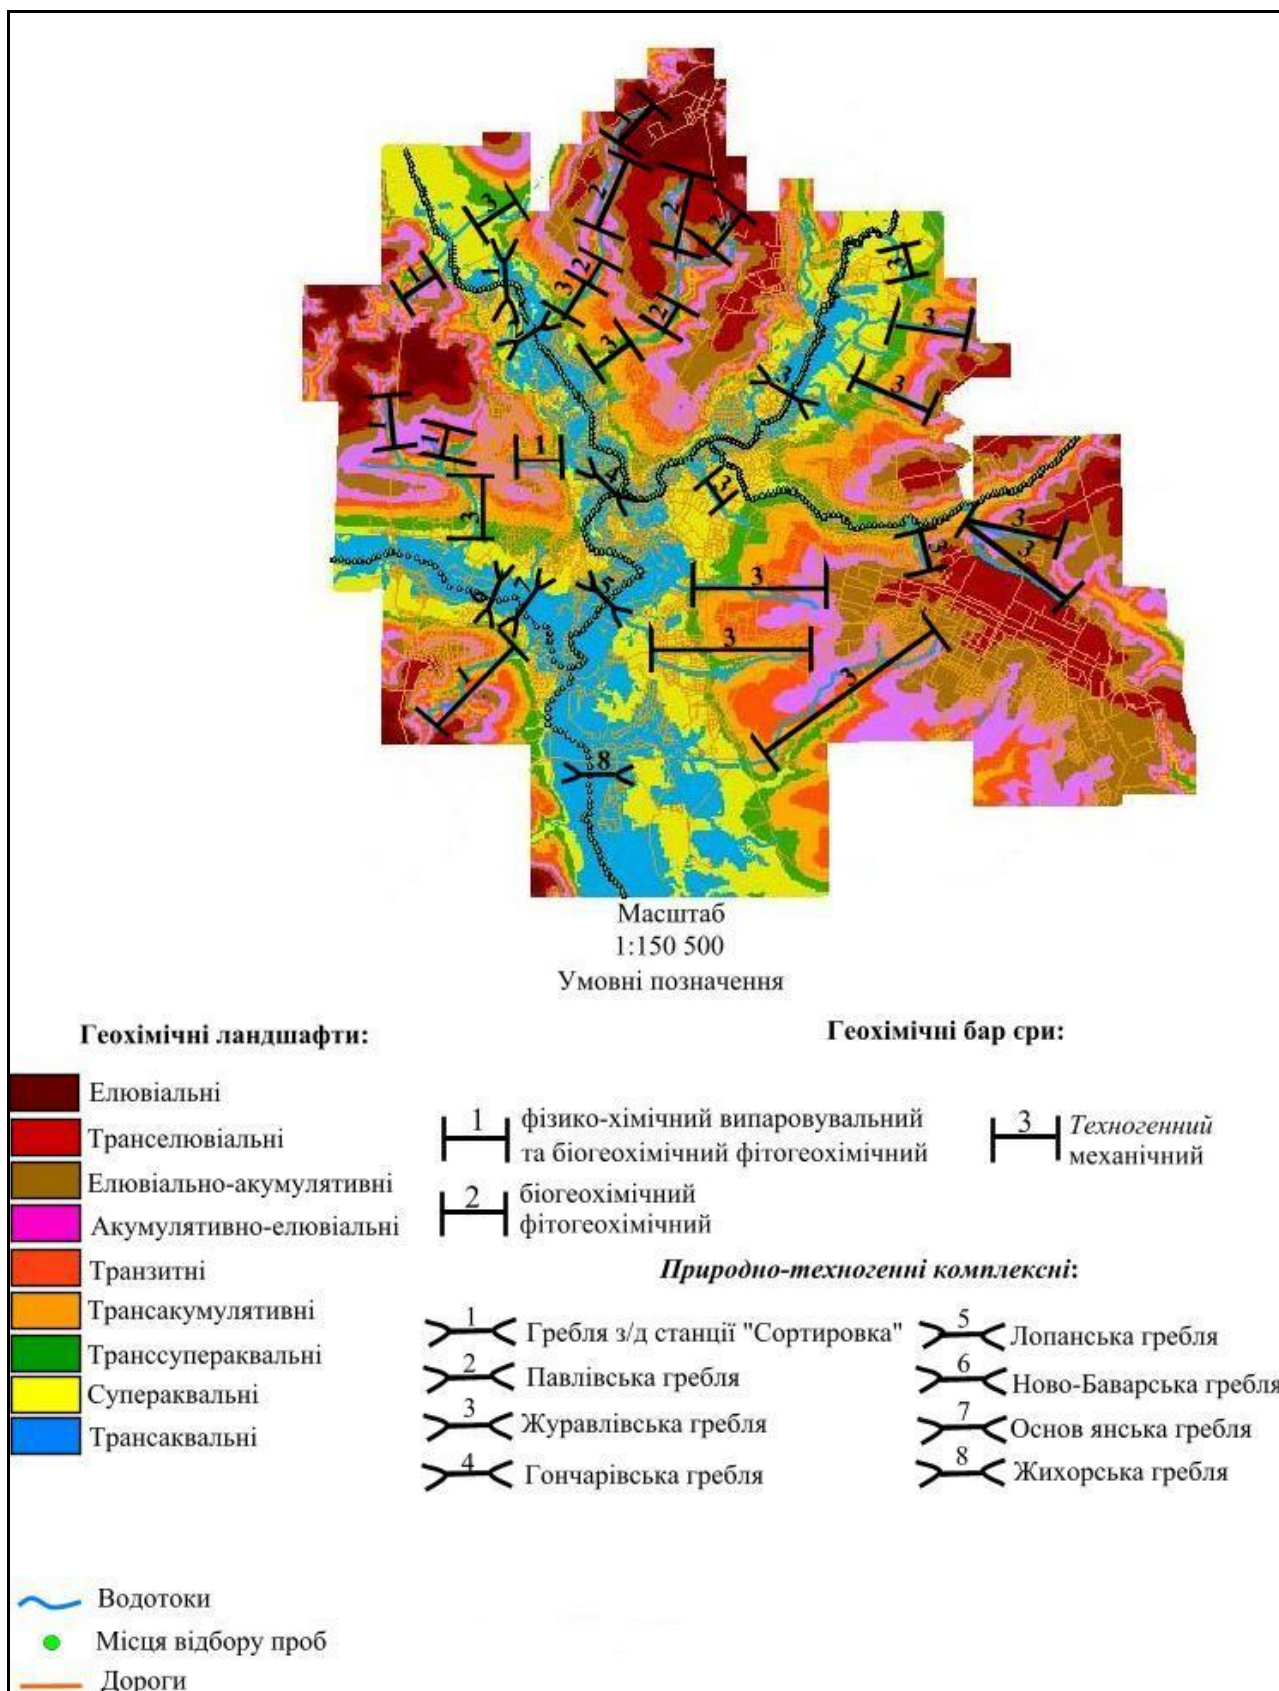 Масштаб
1:150 500
Умовні позначення
Геохімічні ландшафти:
Елювіальні
Транселювіальні
Елювіально-акумулятивні
Акумулятивно-елювіальні
Транзитні
Трансакумулятивні
Транссупераквальні
Супераквальні
Трансаквальні
Водотоки
Місця відбору проб
Дороги
Геохімічні бар єри:
1 фізико-хімічний випаровувальний
та біогеохімічний фітогеохімічний
2 біогеохімічний
фітогеохімічний
3 Техногенний
механічний
Природно-техногенні комплексні:
1 Гребля з/д станції "Сортировка"
2 Павлівська гребля
3 Журавлівська гребля
4 Гончарівська гребля
5 Лопанська гребля
6 Ново-Баварська гребля
7 Основ янська гребля
8 Жихорська гребля